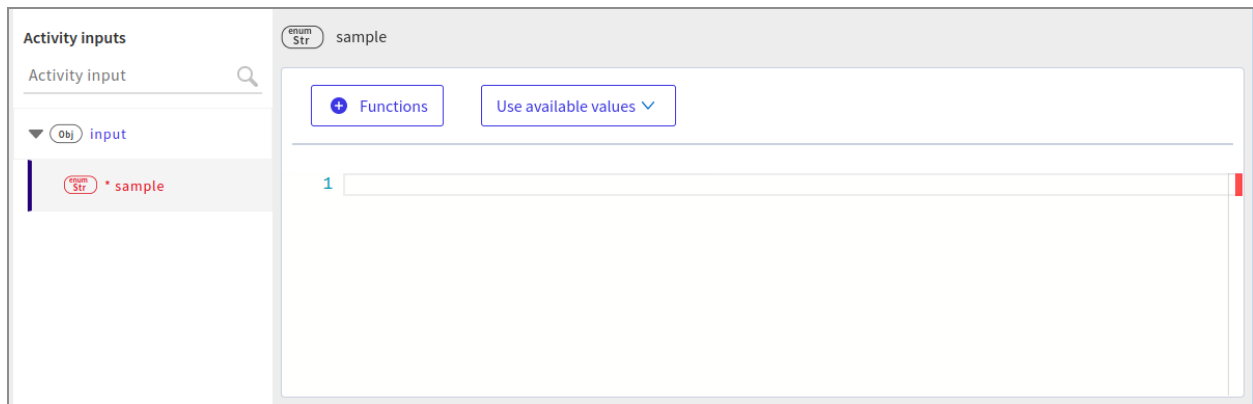 Activity inputs
Activity input
Obj input
enum Str * sample
enum Str sample
Functions
Use available values
1